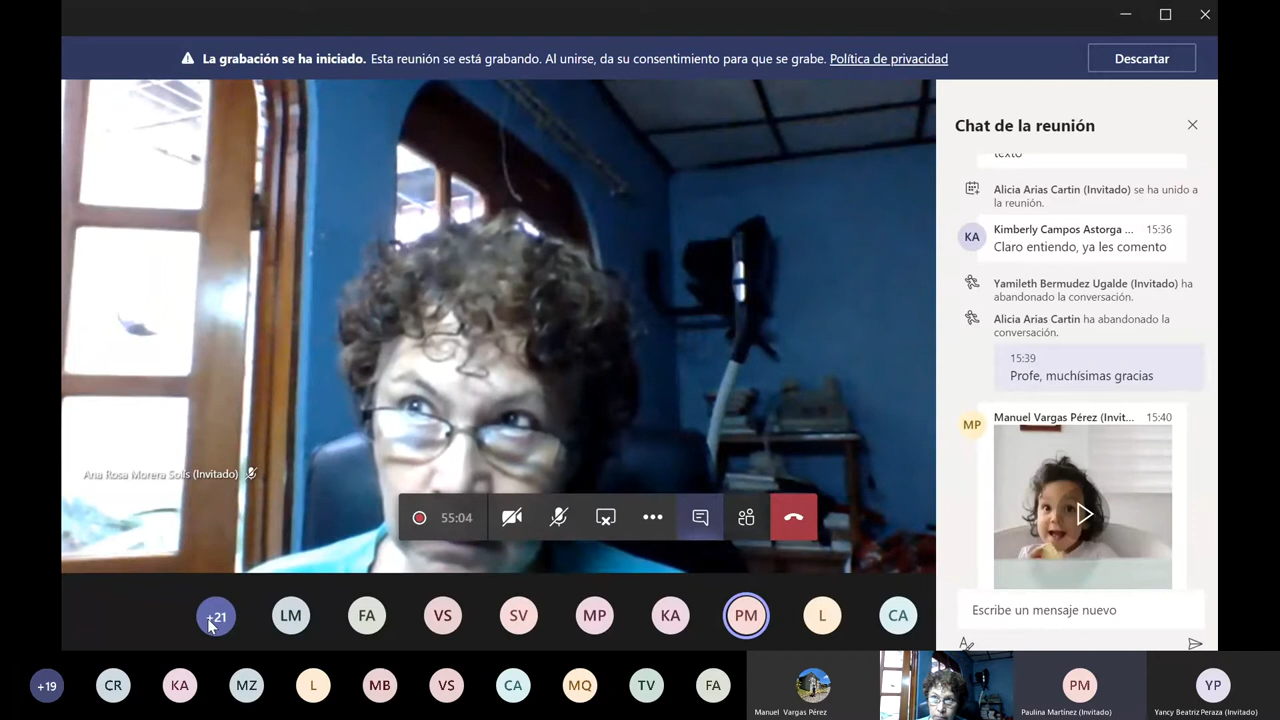 La grabación se ha iniciado. Esta reunión se está grabando. Al unirse, da su consentimiento para que se grabe. Política de privacidad
Descartar
Chat de la reunión
texto
Alicia Arias Cartin (Invitado) se ha unido a
la reunión.
KA
Kimberly Campos Astorga ... 15:36
Claro entiendo, ya les comento
Yamileth Bermudez Ugalde (Invitado) ha
abandonado la conversación.
Alicia Arias Cartin ha abandonado la
conversación.
15:39
Profe, muchísimas gracias
MP
Manuel Vargas Pérez (Invit... 15:40
Ana Rosa Morera Solis (Invitado)
55:04
Escribe un mensaje nuevo
+21 LM FA VS SV MP KA PM L CA
+19 CR KA MZ L MB VS CA MQ TV FA PM YP
Manuel Vargas Pérez
Paulina Martínez (Invitado)
Yancy Beatriz Peraza (Invitado)